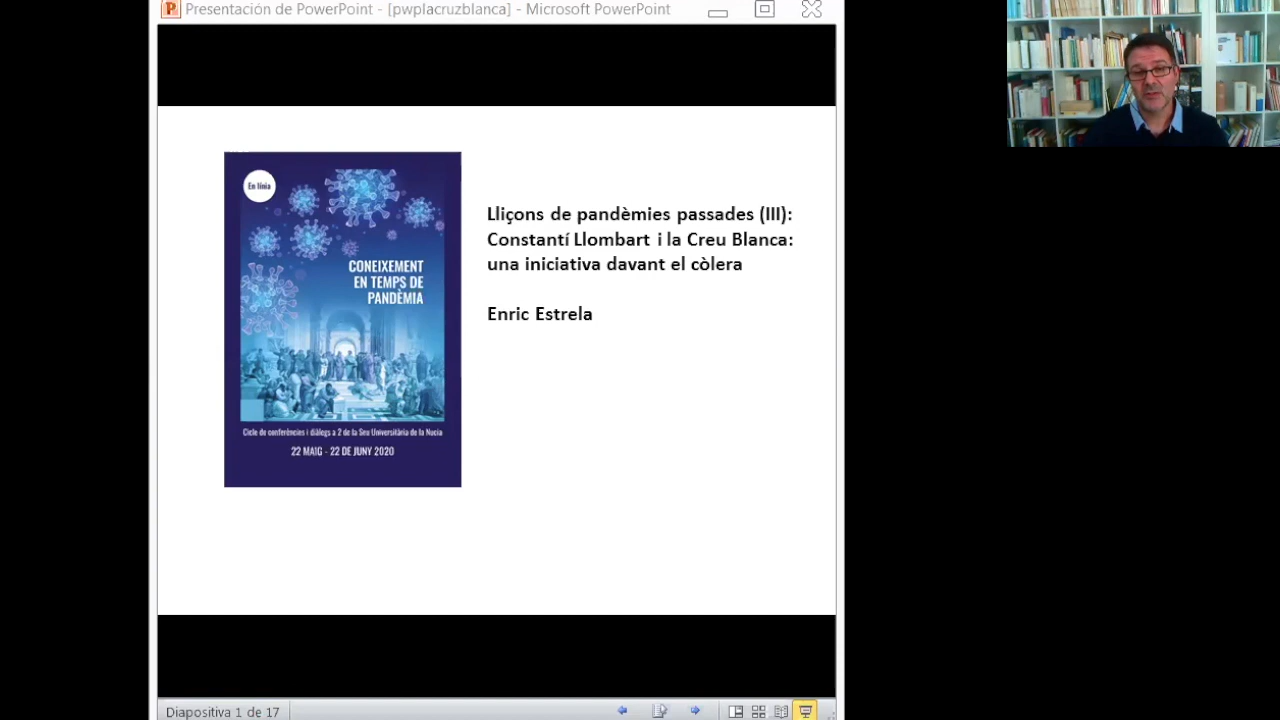 Presentación de PowerPoint - [pwplacruzblanca] - Microsoft PowerPoint
En línia
CONEIXEMENT
EN TEMPS DE
PANDÈMIA
Cicle de conferències i diàlegs a 2 de la Seu Universitària de la Nucia
22 MAIG - 22 DE JUNY 2020
Lliçons de pandèmies passades (III):
Constantí Llombart i la Creu Blanca:
una iniciativa davant el còlera
Enric Estrela
Diapositiva 1 de 17